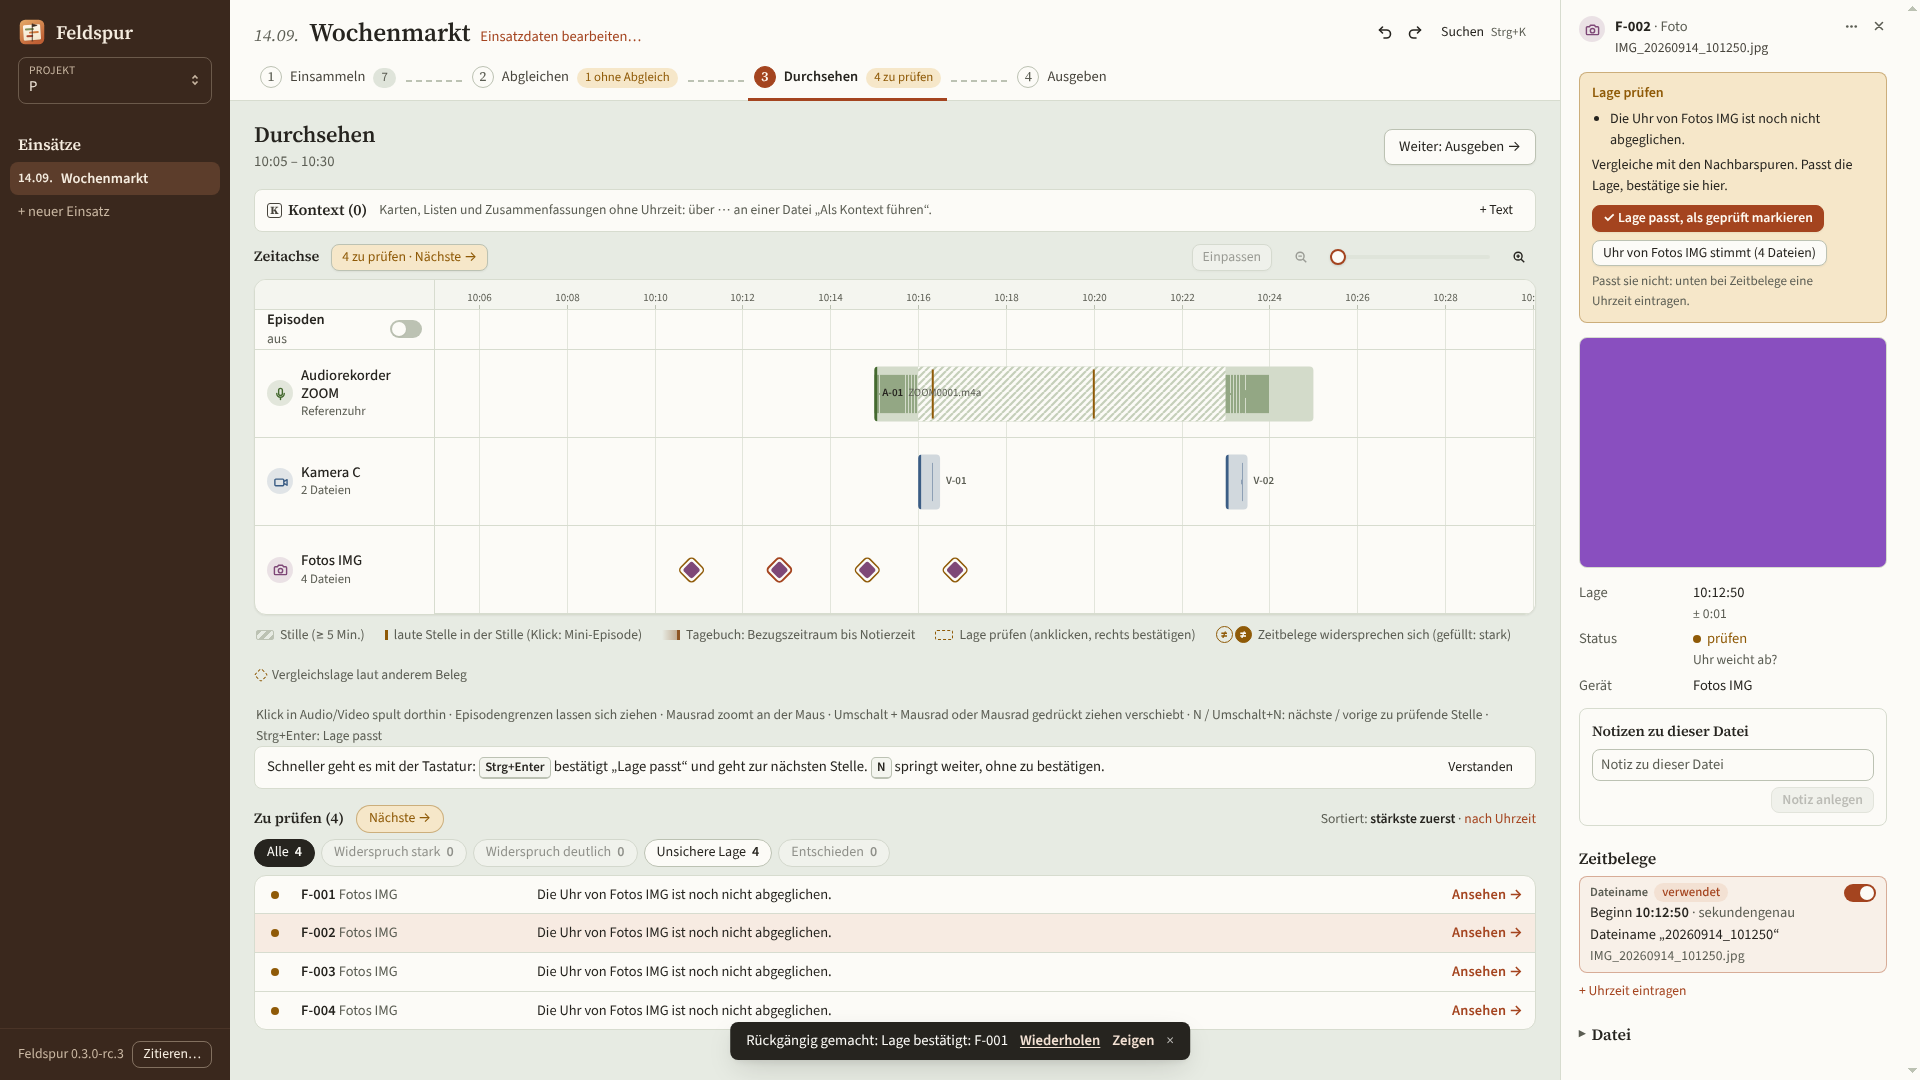 Feldspur
PROJEKT
P
Einsätze
14.09. Wochenmarkt
+ neuer Einsatz
Feldspur 0.3.0-rc.3
Zitieren…
14.09. Wochenmarkt Einsatzdaten bearbeiten…
Suchen Strg+K
1 Einsammeln 7
2 Abgleichen 1 ohne Abgleich
3 Durchsehen 4 zu prüfen
4 Ausgeben
Durchsehen
10:05 – 10:30
Weiter: Ausgeben →
K Kontext (0) Karten, Listen und Zusammenfassungen ohne Uhrzeit: über ⋯ an einer Datei „Als Kontext führen“.
+ Text
Zeitachse 4 zu prüfen · Nächste →
Einpassen
10:06 10:08 10:10 10:12 10:14 10:16 10:18 10:20 10:22 10:24 10:26 10:28 10:
Episoden
aus
Audiorekorder
ZOOM
Referenzuhr
A-01 ZOOM0001.m4a
Kamera C
2 Dateien
V-01
V-02
Fotos IMG
4 Dateien
Stille (≥ 5 Min.)
laute Stelle in der Stille (Klick: Mini-Episode)
Tagebuch: Bezugszeitraum bis Notierzeit
Lage prüfen (anklicken, rechts bestätigen)
≠ ≠ Zeitbelege widersprechen sich (gefüllt: stark)
Vergleichslage laut anderem Beleg
Klick in Audio/Video spult dorthin · Episodengrenzen lassen sich ziehen · Mausrad zoomt an der Maus · Umschalt + Mausrad oder Mausrad gedrückt ziehen verschiebt · N / Umschalt+N: nächste / vorige zu prüfende Stelle ·
Strg+Enter: Lage passt
Schneller geht es mit der Tastatur: Strg+Enter bestätigt „Lage passt“ und geht zur nächsten Stelle. N springt weiter, ohne zu bestätigen.
Verstanden
Zu prüfen (4) Nächste →
Sortiert: stärkste zuerst · nach Uhrzeit
Alle 4
Widerspruch stark 0
Widerspruch deutlich 0
Unsichere Lage 4
Entschieden 0
F-001 Fotos IMG Die Uhr von Fotos IMG ist noch nicht abgeglichen. Ansehen →
F-002 Fotos IMG Die Uhr von Fotos IMG ist noch nicht abgeglichen. Ansehen →
F-003 Fotos IMG Die Uhr von Fotos IMG ist noch nicht abgeglichen. Ansehen →
F-004 Fotos IMG Die Uhr von Fotos IMG ist noch nicht abgeglichen. Ansehen →
Rückgängig gemacht: Lage bestätigt: F-001 Wiederholen Zeigen ×
F-002 · Foto
IMG_20260914_101250.jpg
Lage prüfen
• Die Uhr von Fotos IMG ist noch nicht
abgeglichen.
Vergleiche mit den Nachbarspuren. Passt die
Lage, bestätige sie hier.
✓ Lage passt, als geprüft markieren
Uhr von Fotos IMG stimmt (4 Dateien)
Passt sie nicht: unten bei Zeitbelege eine
Uhrzeit eintragen.
Lage 10:12:50
± 0:01
Status prüfen
Uhr weicht ab?
Gerät Fotos IMG
Notizen zu dieser Datei
Notiz zu dieser Datei
Notiz anlegen
Zeitbelege
Dateiname verwendet
Beginn 10:12:50 · sekundengenau
Dateiname „20260914_101250“
IMG_20260914_101250.jpg
+ Uhrzeit eintragen
Datei